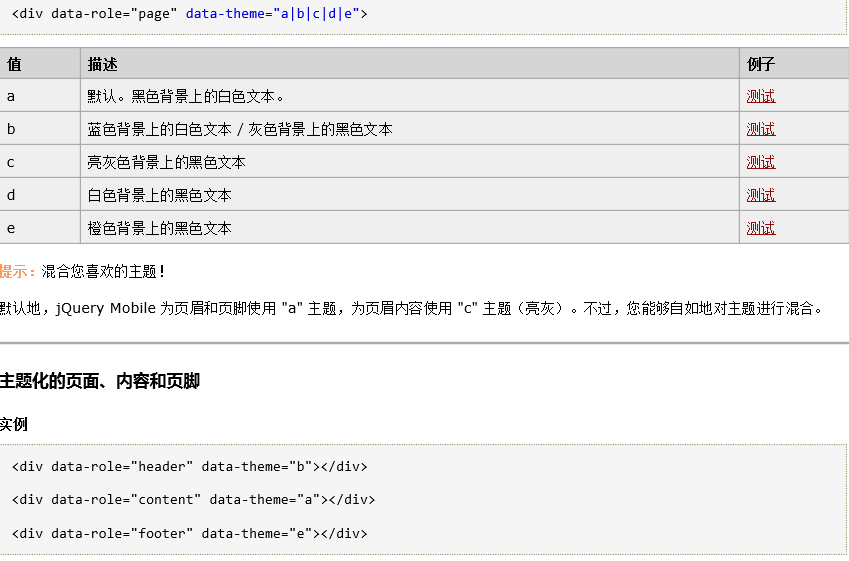 <div data-role="page" data-theme="a|b|c|d|e">
值 描述 例子
a 默认。黑色背景上的白色文本。 测试
b 蓝色背景上的白色文本 / 灰色背景上的黑色文本 测试
c 亮灰色背景上的黑色文本 测试
d 白色背景上的黑色文本 测试
e 橙色背景上的黑色文本 测试
提示：混合您喜欢的主题！
默认地，jQuery Mobile 为页眉和页脚使用 "a" 主题，为页眉内容使用 "c" 主题（亮灰）。不过，您能够自如地对主题进行混合。
主题化的页面、内容和页脚
实例
<div data-role="header" data-theme="b"></div>
<div data-role="content" data-theme="a"></div>
<div data-role="footer" data-theme="e"></div>